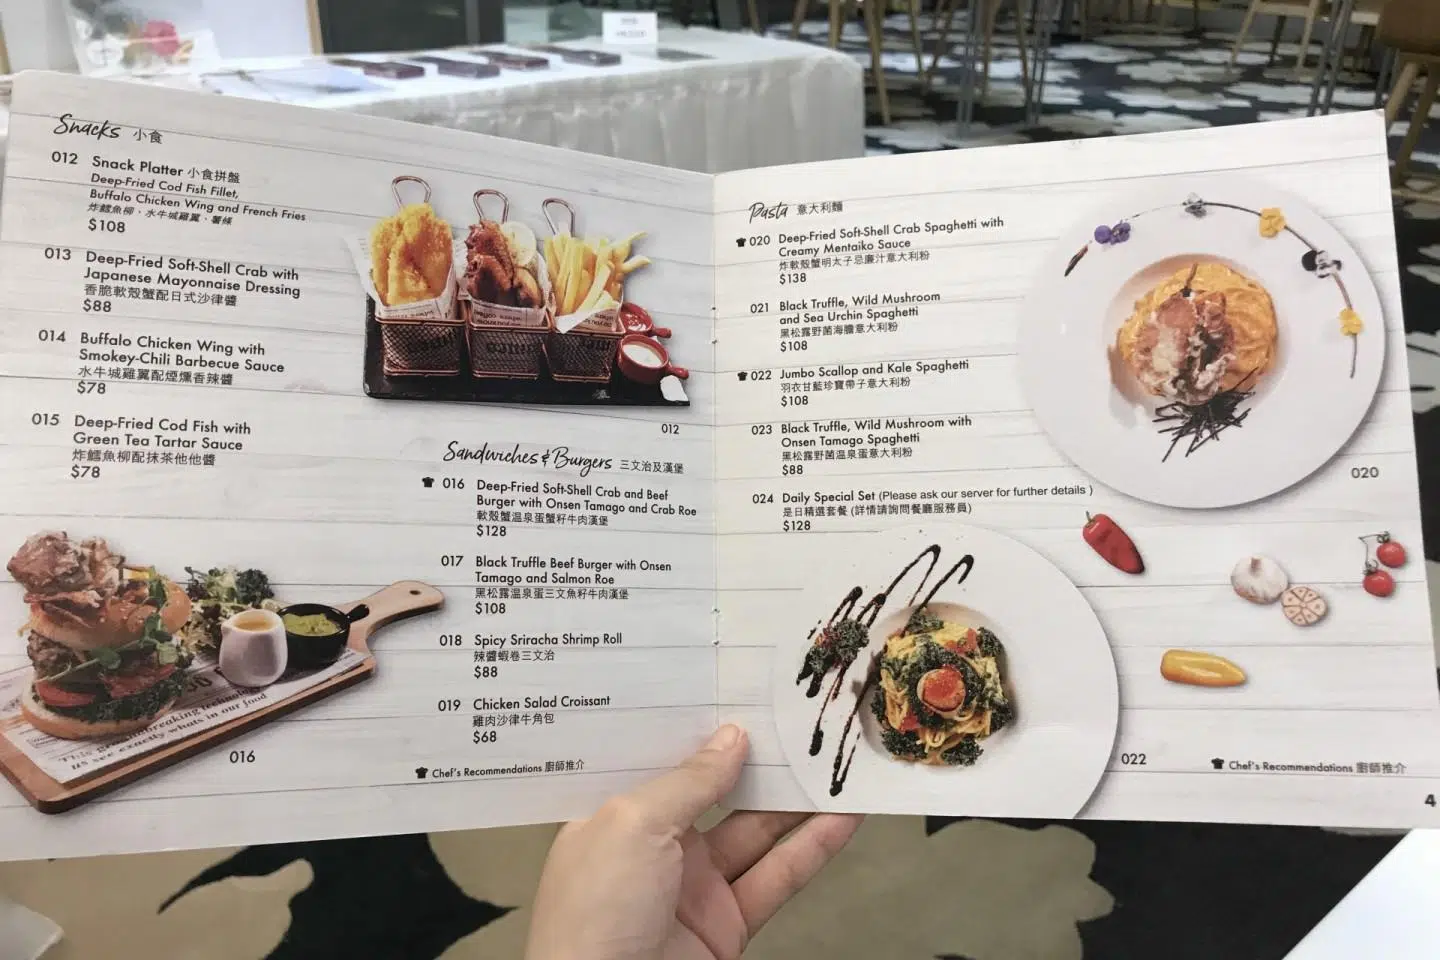 Snacks 小食
012 Snack Platter 小食拼盤
Deep-Fried Cod Fish Fillet,
Buffalo Chicken Wing and French Fries
炸鱈魚柳、水牛城雞翼、薯條
$108
013 Deep-Fried Soft-Shell Crab with
Japanese Mayonnaise Dressing
香脆軟殼蟹配日式沙律醬
$88
014 Buffalo Chicken Wing with
Smokey-Chili Barbecue Sauce
水牛城雞翼配煙燻香辣醬
$78
015 Deep-Fried Cod Fish with
Green Tea Tartar Sauce
炸鱈魚柳配抹茶他他醬
$78
012
Sandwiches & Burgers 三文治及漢堡
016 Deep-Fried Soft-Shell Crab and Beef
Burger with Onsen Tamago and Crab Roe
軟殼蟹溫泉蛋蟹籽牛肉漢堡
$128
017 Black Truffle Beef Burger with Onsen
Tamago and Salmon Roe
黑松露溫泉蛋三文魚籽牛肉漢堡
$108
018 Spicy Sriracha Shrimp Roll
辣醬蝦卷三文治
$88
019 Chicken Salad Croissant
雞肉沙律牛角包
$68
This groundbreaking technology
us see exactly whats in our food
016
Chef's Recommendations 廚師推介
Pasta 意大利麵
020 Deep-Fried Soft-Shell Crab Spaghetti with
Creamy Mentaiko Sauce
炸軟殼蟹明太子忌廉汁意大利粉
$138
021 Black Truffle, Wild Mushroom
and Sea Urchin Spaghetti
黑松露野菌海膽意大利粉
$108
022 Jumbo Scallop and Kale Spaghetti
羽衣甘藍珍寶帶子意大利粉
$108
023 Black Truffle, Wild Mushroom with
Onsen Tamago Spaghetti
黑松露野菌溫泉蛋意大利粉
$88
024 Daily Special Set (Please ask our server for further details )
是日精選套餐 (詳情請詢問餐廳服務員)
$128
020
022
Chef's Recommendations 廚師推介
4